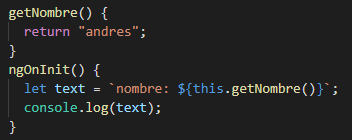 getNombre() {
  return "andres";
}
ngOnInit() {
  let text = `nombre: ${this.getNombre()}`;
  console.log(text);
}